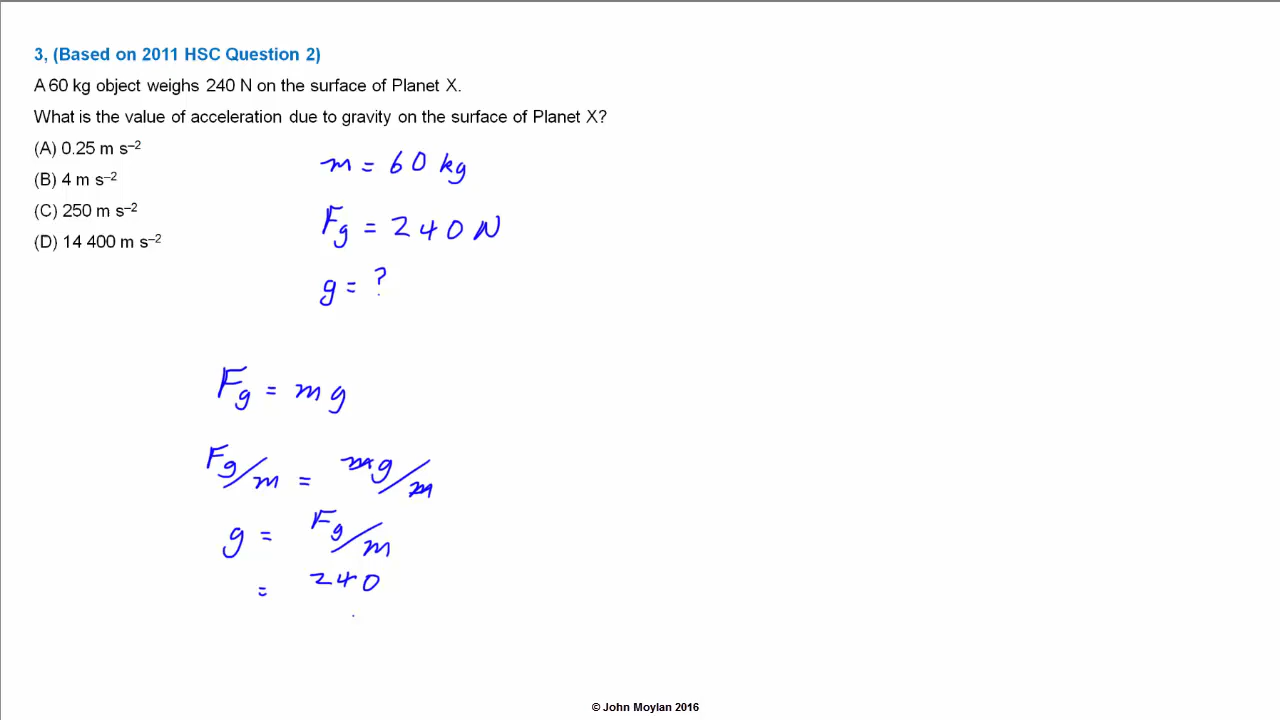 3, (Based on 2011 HSC Question 2)
A 60 kg object weighs 240 N on the surface of Planet X.
What is the value of acceleration due to gravity on the surface of Planet X?
(A) 0.25 m s⁻²
(B) 4 m s⁻²
(C) 250 m s⁻²
(D) 14 400 m s⁻²
m = 60 kg
Fg = 240 N
g = ?
Fg = mg
Fg/m = mg/m
g = Fg/m
= 240
© John Moylan 2016